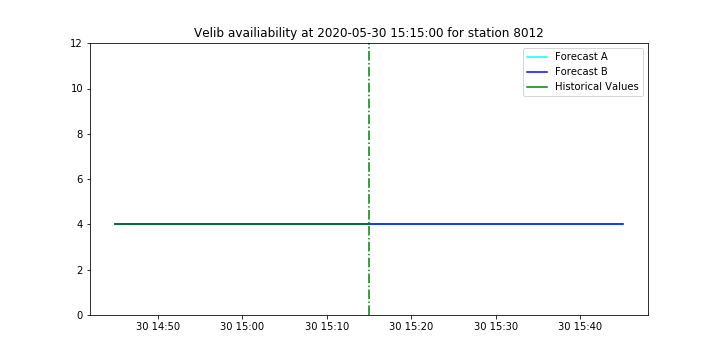 Velib availiability at 2020-05-30 15:15:00 for station 8012
12
10
8
6
4
2
0
Forecast A
Forecast B
Historical Values
30 14:50 30 15:00 30 15:10 30 15:20 30 15:30 30 15:40